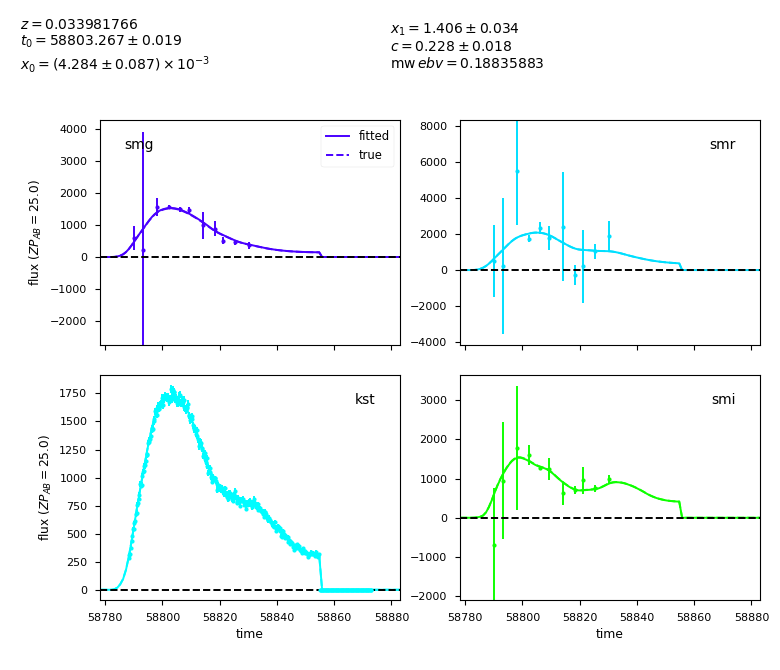 z = 0.033981766
t₀ = 58803.267 ± 0.019
x₀ = (4.284 ± 0.087) × 10⁻³
x₁ = 1.406 ± 0.034
c = 0.228 ± 0.018
mw ebv = 0.18835883
smg
fitted
true
4000
3000
2000
1000
0
−1000
−2000
flux (ZP_AB = 25.0)
smr
8000
6000
4000
2000
0
−2000
−4000
kst
1750
1500
1250
1000
750
500
250
0
flux (ZP_AB = 25.0)
58780 58800 58820 58840 58860 58880
time
smi
3000
2000
1000
0
−1000
−2000
58780 58800 58820 58840 58860 58880
time